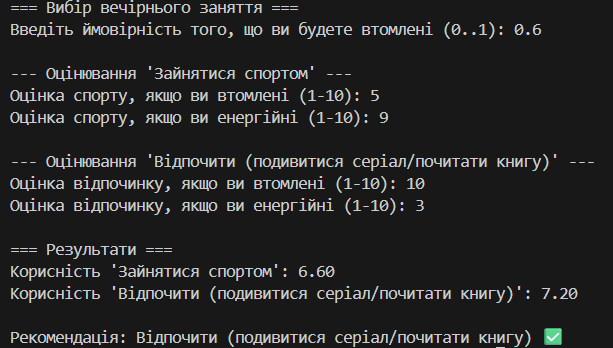 === Вибір вечірнього заняття ===
Введіть ймовірність того, що ви будете втомлені (0..1): 0.6
--- Оцінювання 'Зайнятися спортом' ---
Оцінка спорту, якщо ви втомлені (1-10): 5
Оцінка спорту, якщо ви енергійні (1-10): 9
--- Оцінювання 'Відпочити (подивитися серіал/почитати книгу)' ---
Оцінка відпочинку, якщо ви втомлені (1-10): 10
Оцінка відпочинку, якщо ви енергійні (1-10): 3
=== Результати ===
Корисність 'Зайнятися спортом': 6.60
Корисність 'Відпочити (подивитися серіал/почитати книгу)': 7.20
Рекомендація: Відпочити (подивитися серіал/почитати книгу) ✅